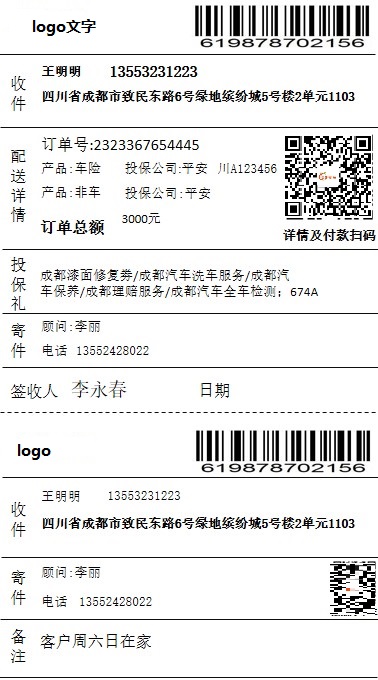 logo文字
619878702156
收件
王明明 13553231223
四川省成都市致民东路6号绿地缤纷城5号楼2单元1103
配送详情
订单号:2323367654445
产品:车险 投保公司:平安 川A123456
产品:非车 投保公司:平安
订单总额 3000元
详情及付款扫码
投保礼
成都漆面修复券/成都汽车洗车服务/成都汽
车保养/成都理赔服务/成都汽车全车检测；674A
寄件
顾问:李丽
电话 13552428022
签收人 李永春 日期
logo
619878702156
收件
王明明 13553231223
四川省成都市致民东路6号绿地缤纷城5号楼2单元1103
寄件
顾问:李丽
电话 13552428022
备注
客户周六日在家